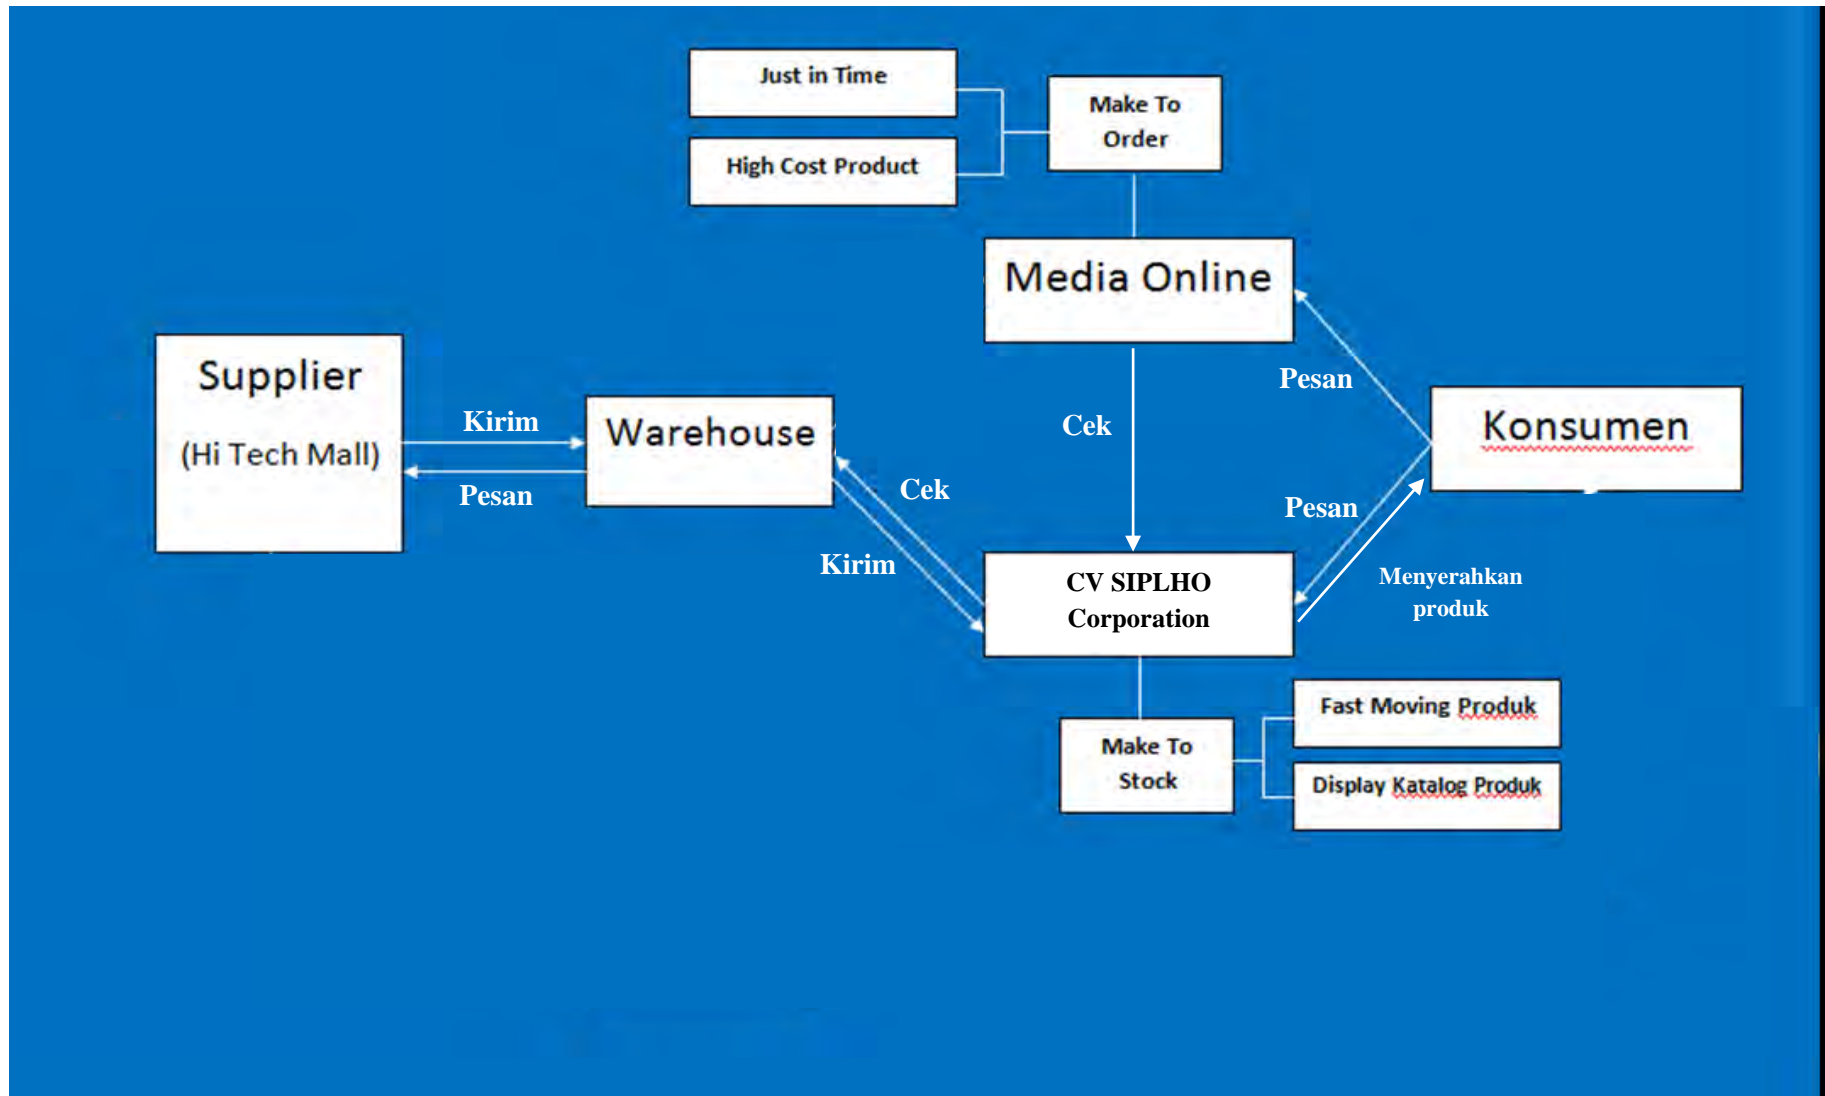 Just in Time
Make To
Order
High Cost Product
Media Online
Supplier
(Hi Tech Mall)
Kirim
Pesan
Warehouse
Cek
Kirim
Cek
Pesan
Konsumen
Pesan
Menyerahkan
produk
CV SIPLHO
Corporation
Make To
Stock
Fast Moving Produk
Display Katalog Produk